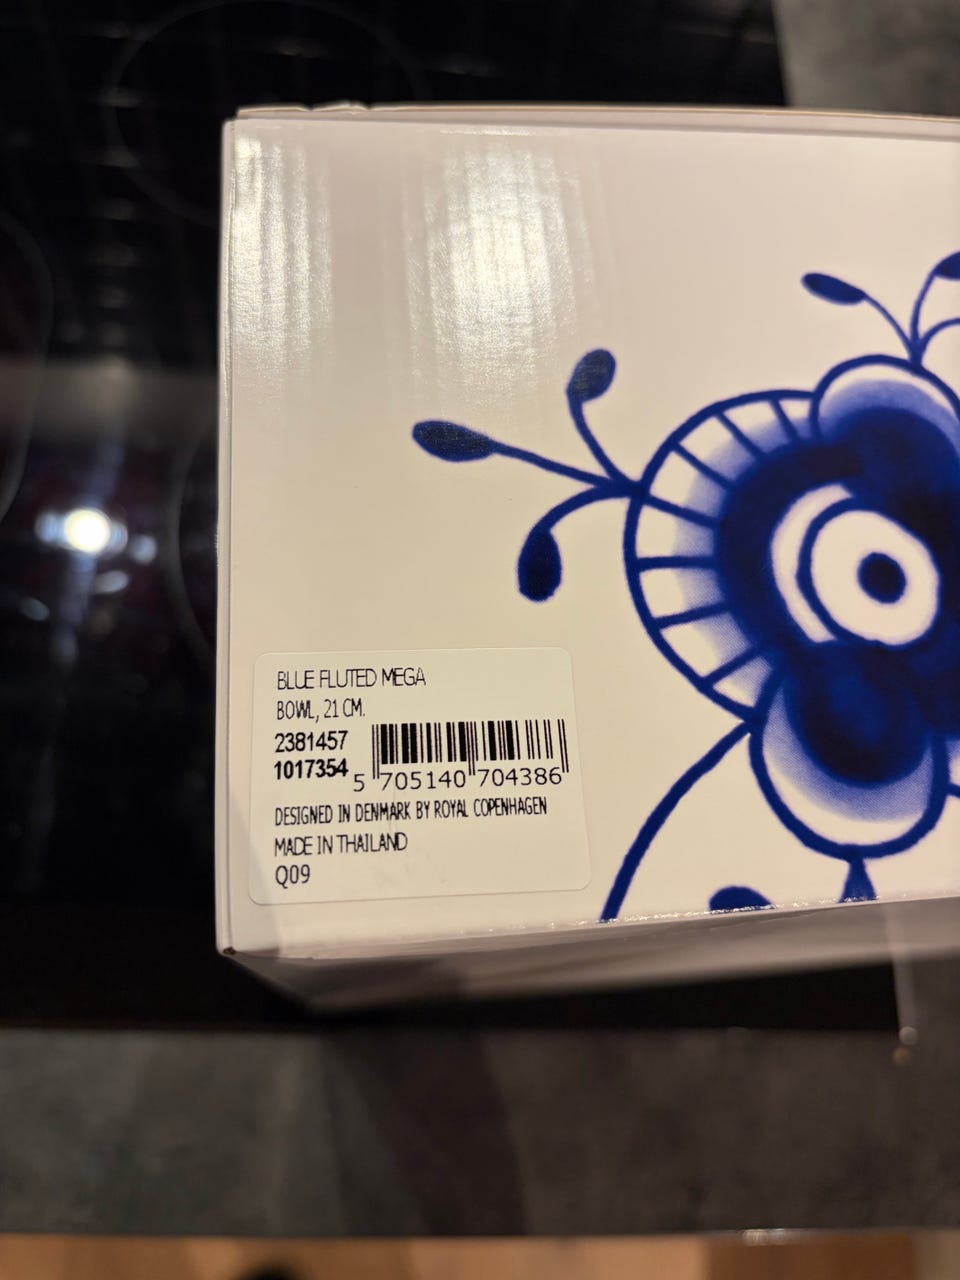 BLUE FLUTED MEGA
BOWL, 21 CM.
2381457
1017354
5 705140 704386
DESIGNED IN DENMARK BY ROYAL COPENHAGEN
MADE IN THAILAND
Q09